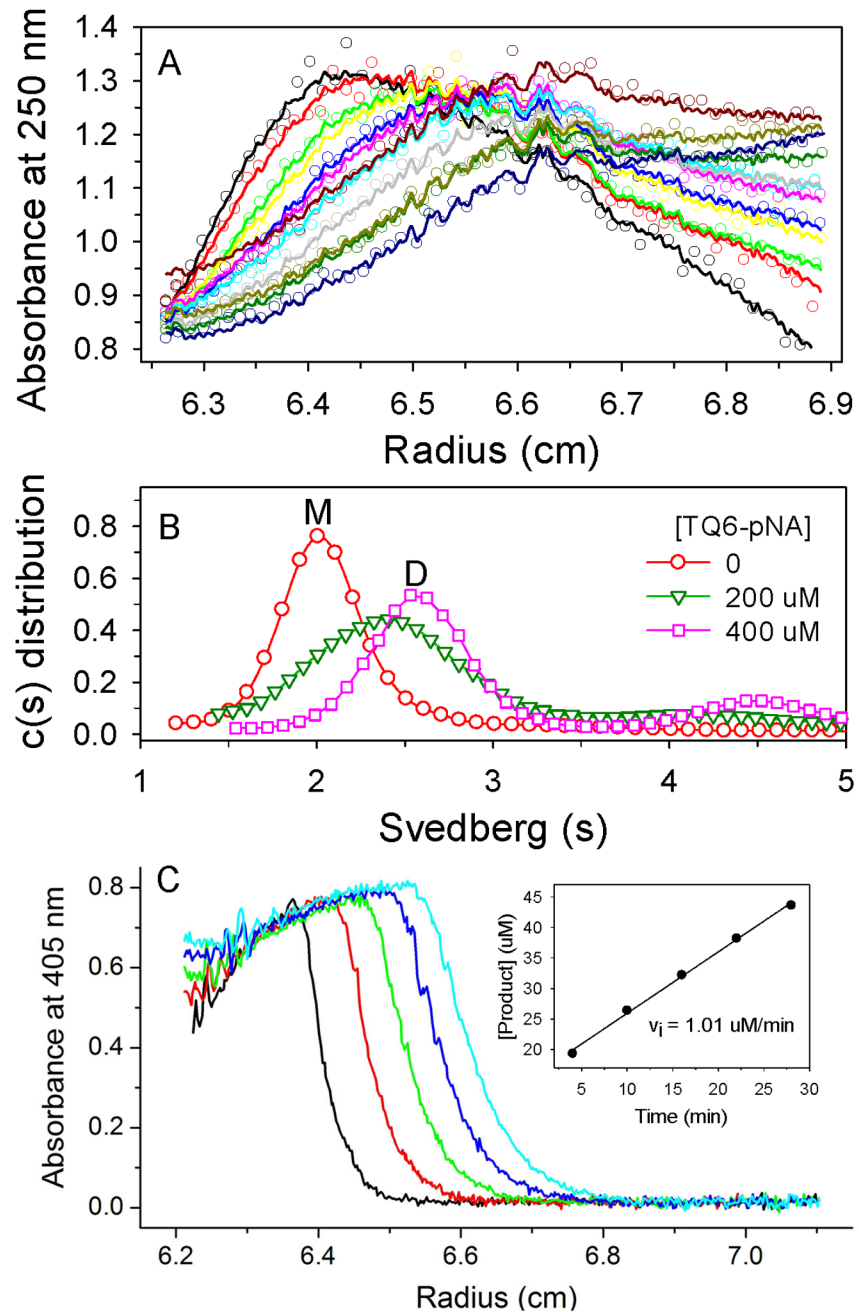 A
Absorbance at 250 nm
1.4
1.3
1.2
1.1
1.0
0.9
0.8
6.3 6.4 6.5 6.6 6.7 6.8 6.9
Radius (cm)
B
c(s) distribution
0.8
0.6
0.4
0.2
0.0
M
D
[TQ6-pNA]
0
200 uM
400 uM
1 2 3 4 5
Svedberg (s)
C
Absorbance at 405 nm
0.8
0.6
0.4
0.2
0.0
6.2 6.4 6.6 6.8 7.0
Radius (cm)
[Product] (uM)
45
40
35
30
25
20
vi = 1.01 uM/min
5 10 15 20 25 30
Time (min)